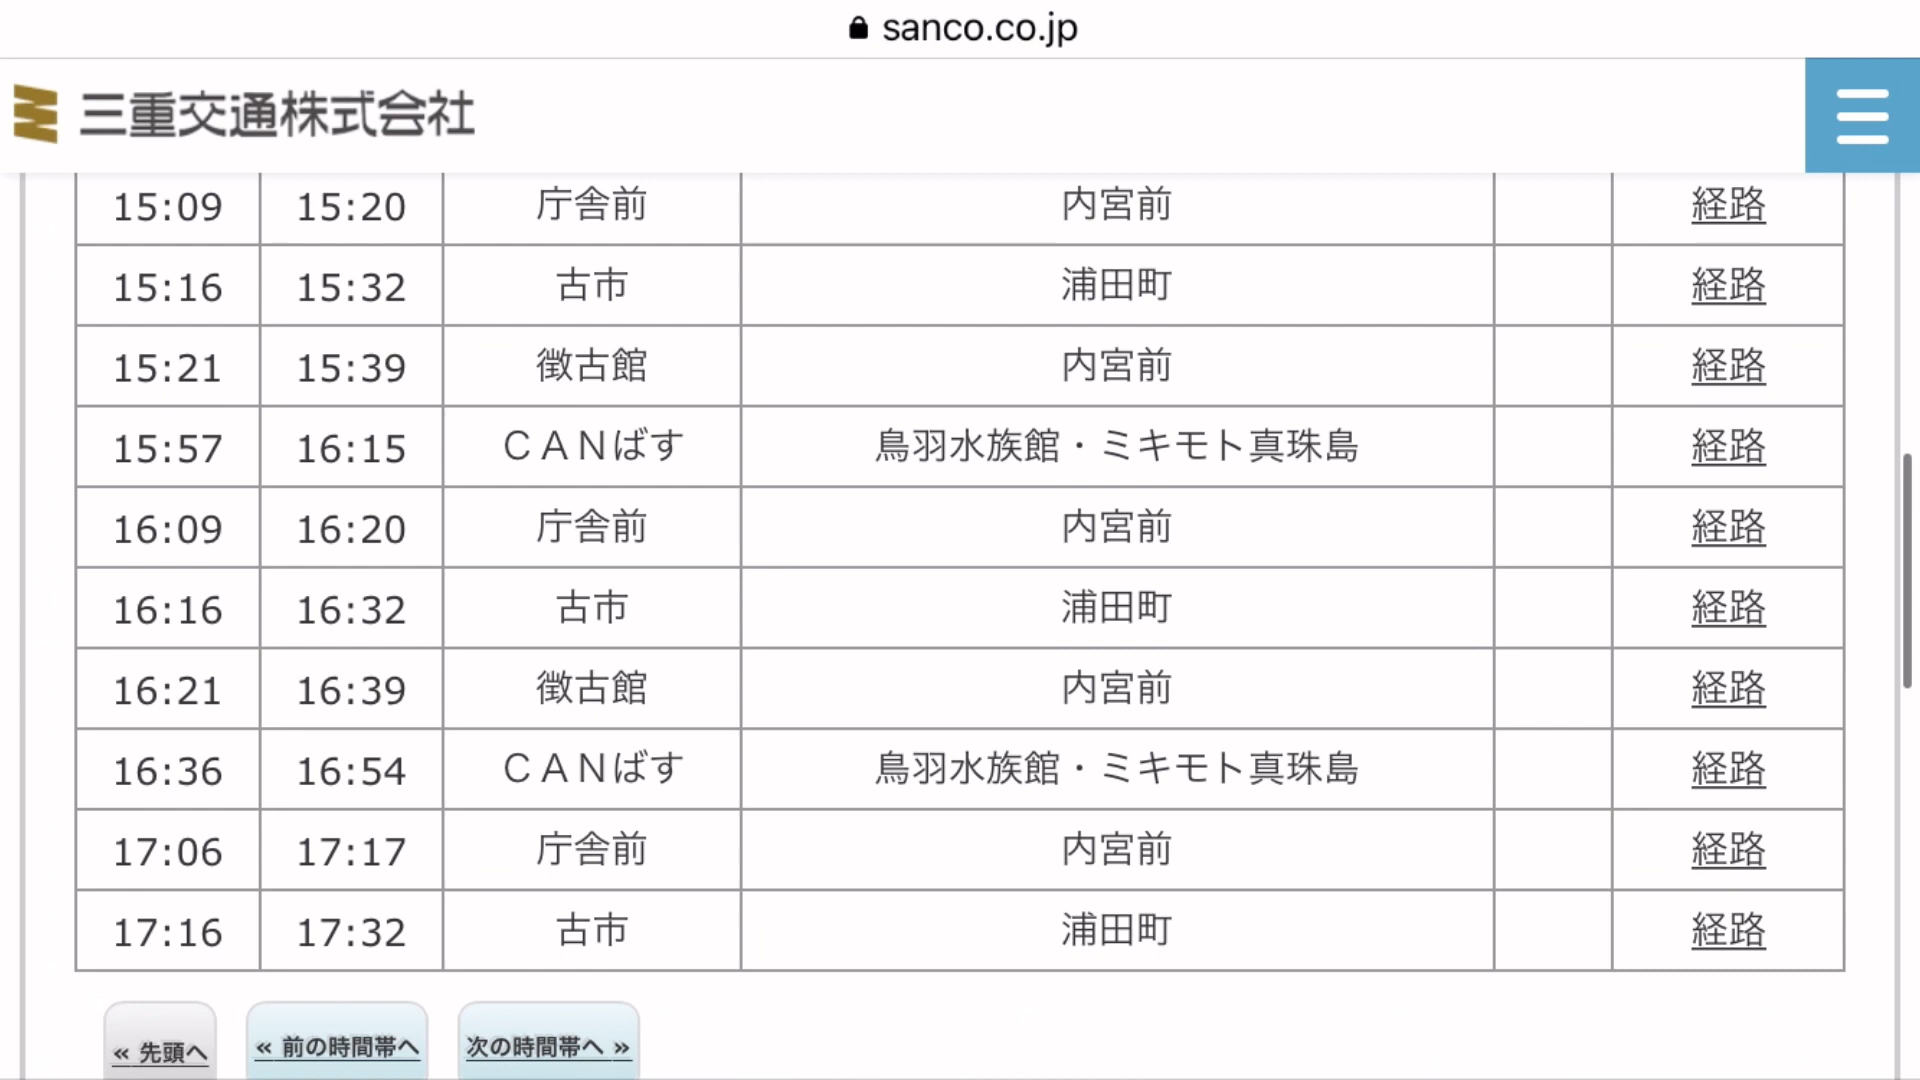 sanco.co.jp
三重交通株式会社
15:09 15:20 庁舎前 内宮前 経路
15:16 15:32 古市 浦田町 経路
15:21 15:39 徴古館 内宮前 経路
15:57 16:15 ＣＡＮばす 鳥羽水族館・ミキモト真珠島 経路
16:09 16:20 庁舎前 内宮前 経路
16:16 16:32 古市 浦田町 経路
16:21 16:39 徴古館 内宮前 経路
16:36 16:54 ＣＡＮばす 鳥羽水族館・ミキモト真珠島 経路
17:06 17:17 庁舎前 内宮前 経路
17:16 17:32 古市 浦田町 経路
« 先頭へ « 前の時間帯へ 次の時間帯へ »